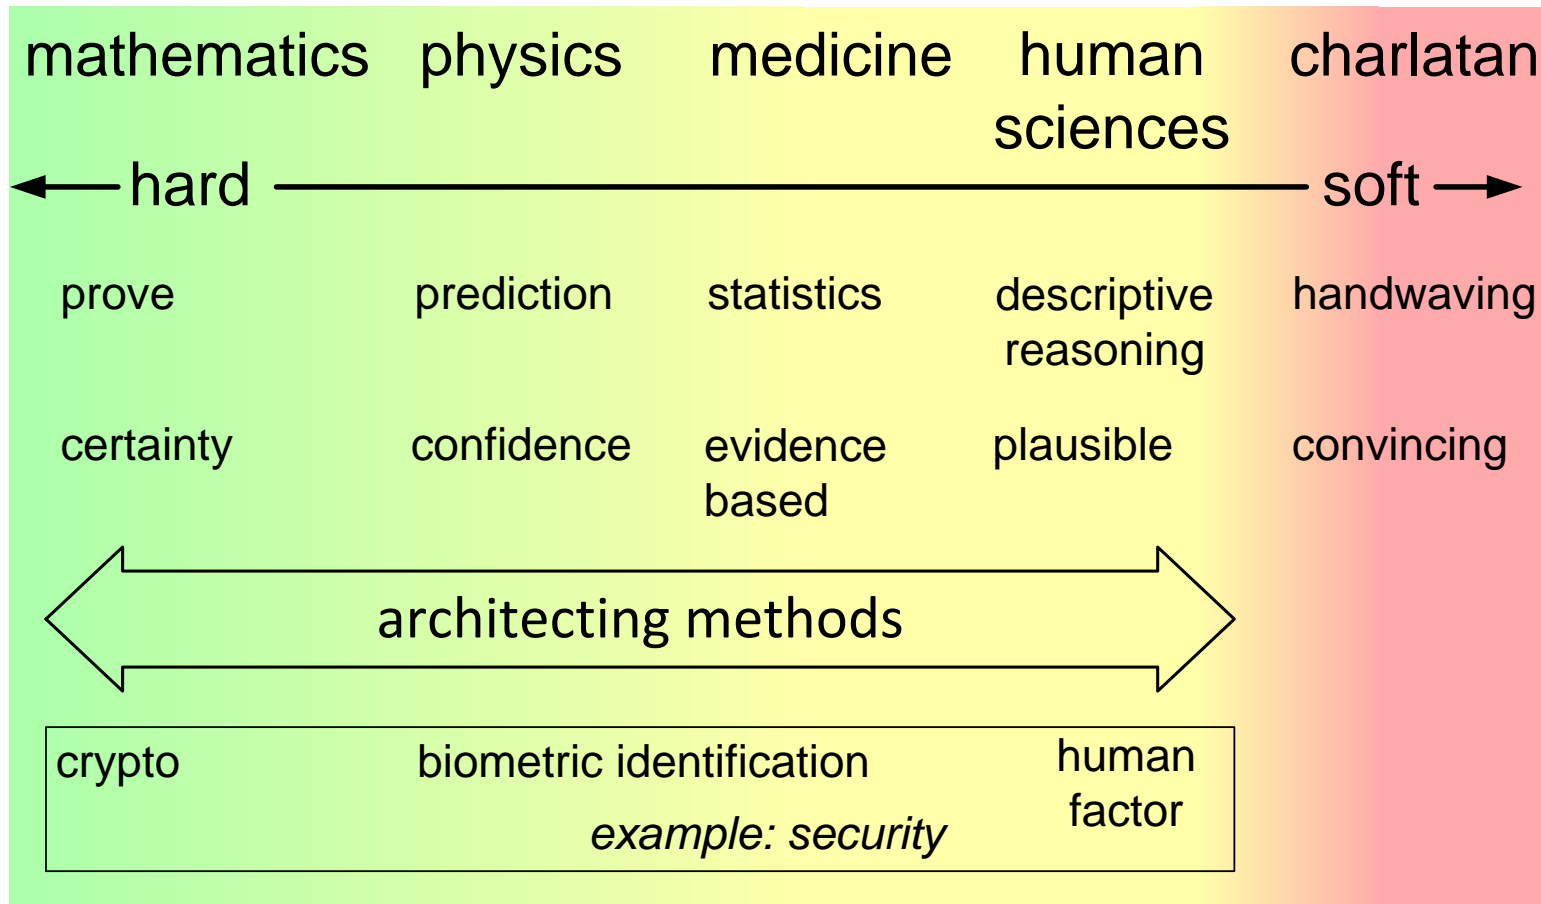 mathematics physics medicine human charlatan
sciences
hard soft
prove prediction statistics descriptive handwaving
reasoning
certainty confidence evidence plausible convincing
based
architecting methods
crypto biometric identification human
factor
example: security